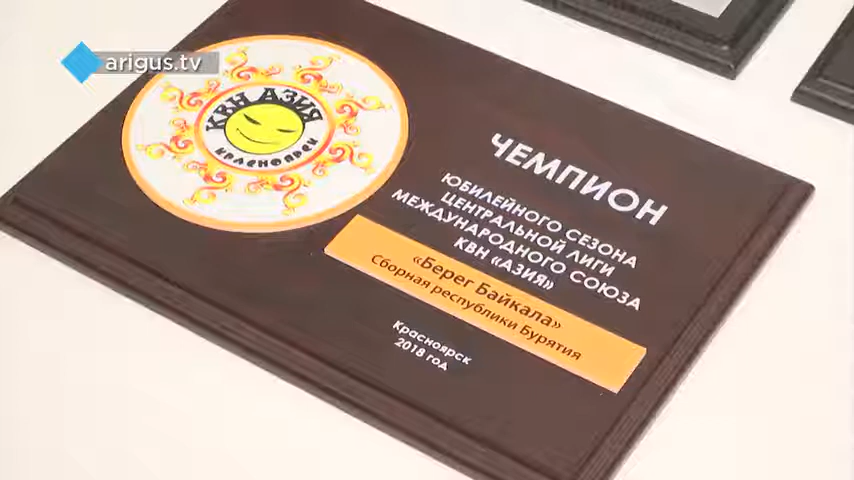 arigus.tv
КВН АЗИЯ
КРАСНОЯРСК
ЧЕМПИОН
ЮБИЛЕЙНОГО СЕЗОНА
ЦЕНТРАЛЬНОЙ ЛИГИ
МЕЖДУНАРОДНОГО СОЮЗА
КВН «АЗИЯ»
«Берег Байкала»
Сборная республики Бурятия
Красноярск
2018 год